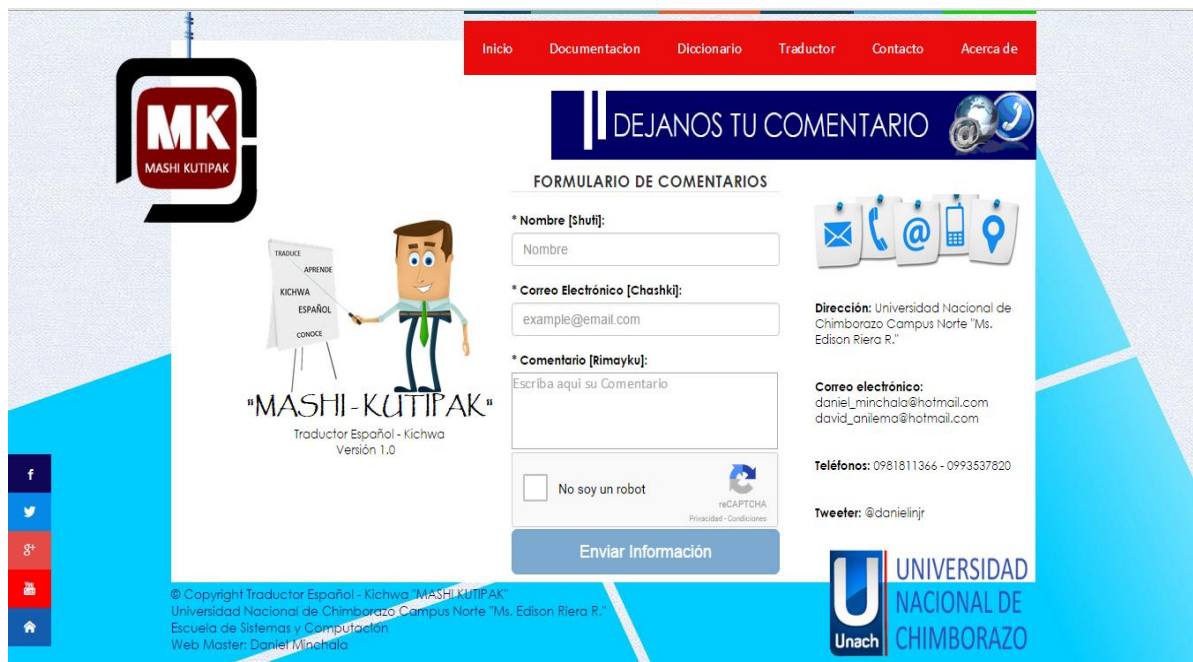 Inicio Documentacion Diccionario Traductor Contacto Acerca de
MK
MASHI KUTIPAK
DEJANOS TU COMENTARIO
TRADUCE
APRENDE
KICHWA
ESPAÑOL
CONOCE
"MASHI-KUTIPAK"
Traductor Español - Kichwa
Versión 1.0
FORMULARIO DE COMENTARIOS
* Nombre [Shuti]:
Nombre
* Correo Electrónico [Chashki]:
example@email.com
* Comentario [Rimayku]:
Escriba aqui su Comentario
No soy un robot
reCAPTCHA
Privacidad - Condiciones
Enviar Información
@
Dirección: Universidad Nacional de
Chimborazo Campus Norte "Ms.
Edison Riera R."
Correo electrónico:
daniel_minchala@hotmail.com
david_anilema@hotmail.com
Teléfonos: 0981811366 - 0993537820
Tweeter: @danielinjr
f
g+
You
Tube
© Copyright Traductor Español - Kichwa "MASHI KUTIPAK"
Universidad Nacional de Chimborazo Campus Norte "Ms. Edison Riera R."
Escuela de Sistemas y Computación
Web Master: Daniel Minchala
Unach
UNIVERSIDAD
NACIONAL DE
CHIMBORAZO